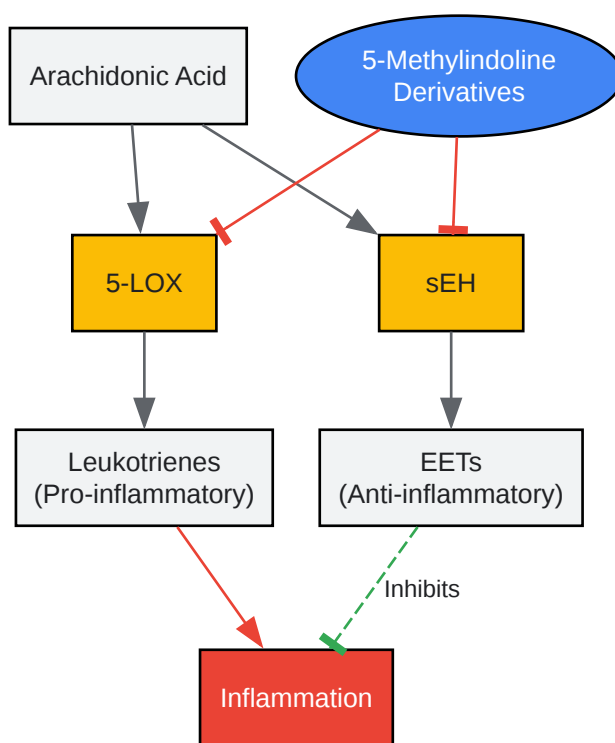 Arachidonic Acid
5-Methylindoline
Derivatives
5-LOX
sEH
Leukotrienes
(Pro-inflammatory)
EETs
(Anti-inflammatory)
Inhibits
Inflammation